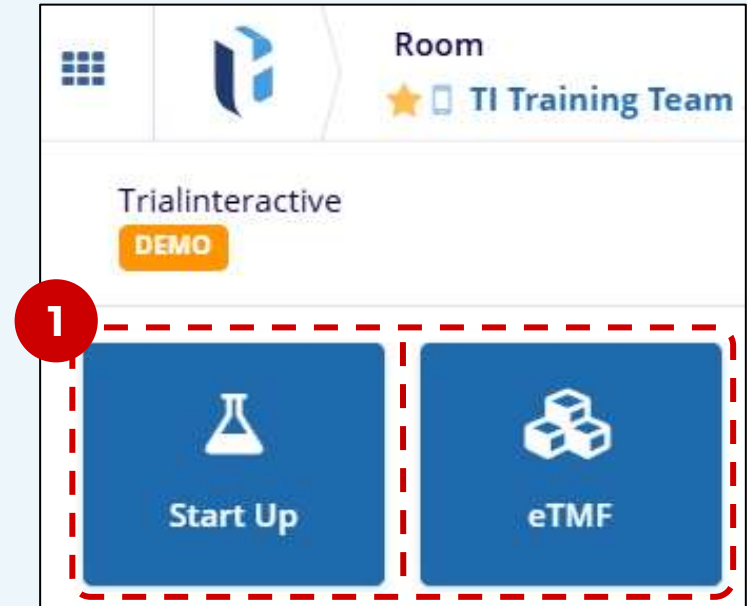 Room
TI Training Team
Trialinteractive
DEMO
1
Start Up
eTMF